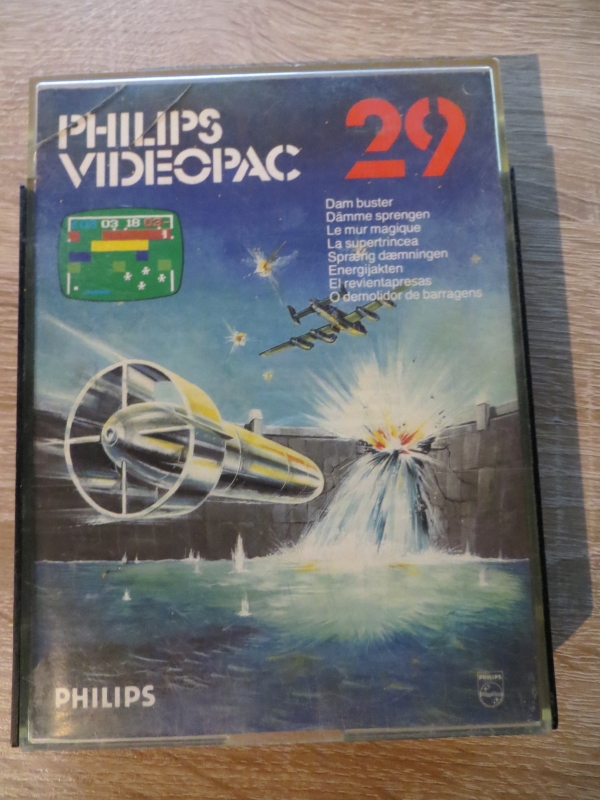 PHILIPS
VIDEOPAC
29
Dam buster
Dämme sprengen
Le mur magique
La supertrincea
Spræng dæmningen
Energijakten
El revientapresas
O demolidor de barragens
03 18 02
PHILIPS
PHILIPS